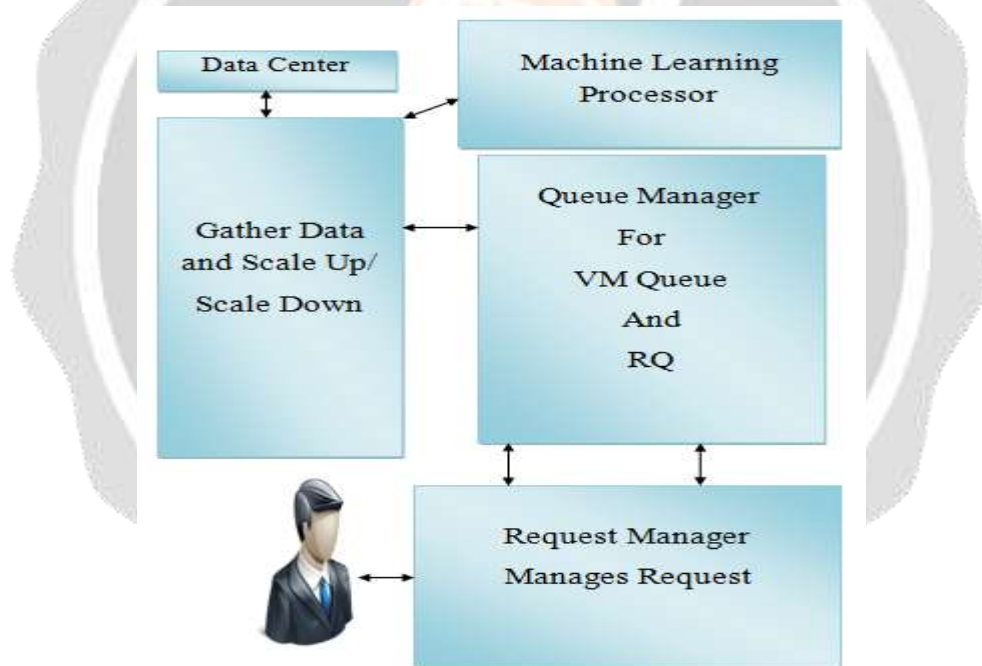 Data Center
Machine Learning
Processor
Gather Data
and Scale Up/
Scale Down
Queue Manager
For
VM Queue
And
RQ
Request Manager
Manages Request